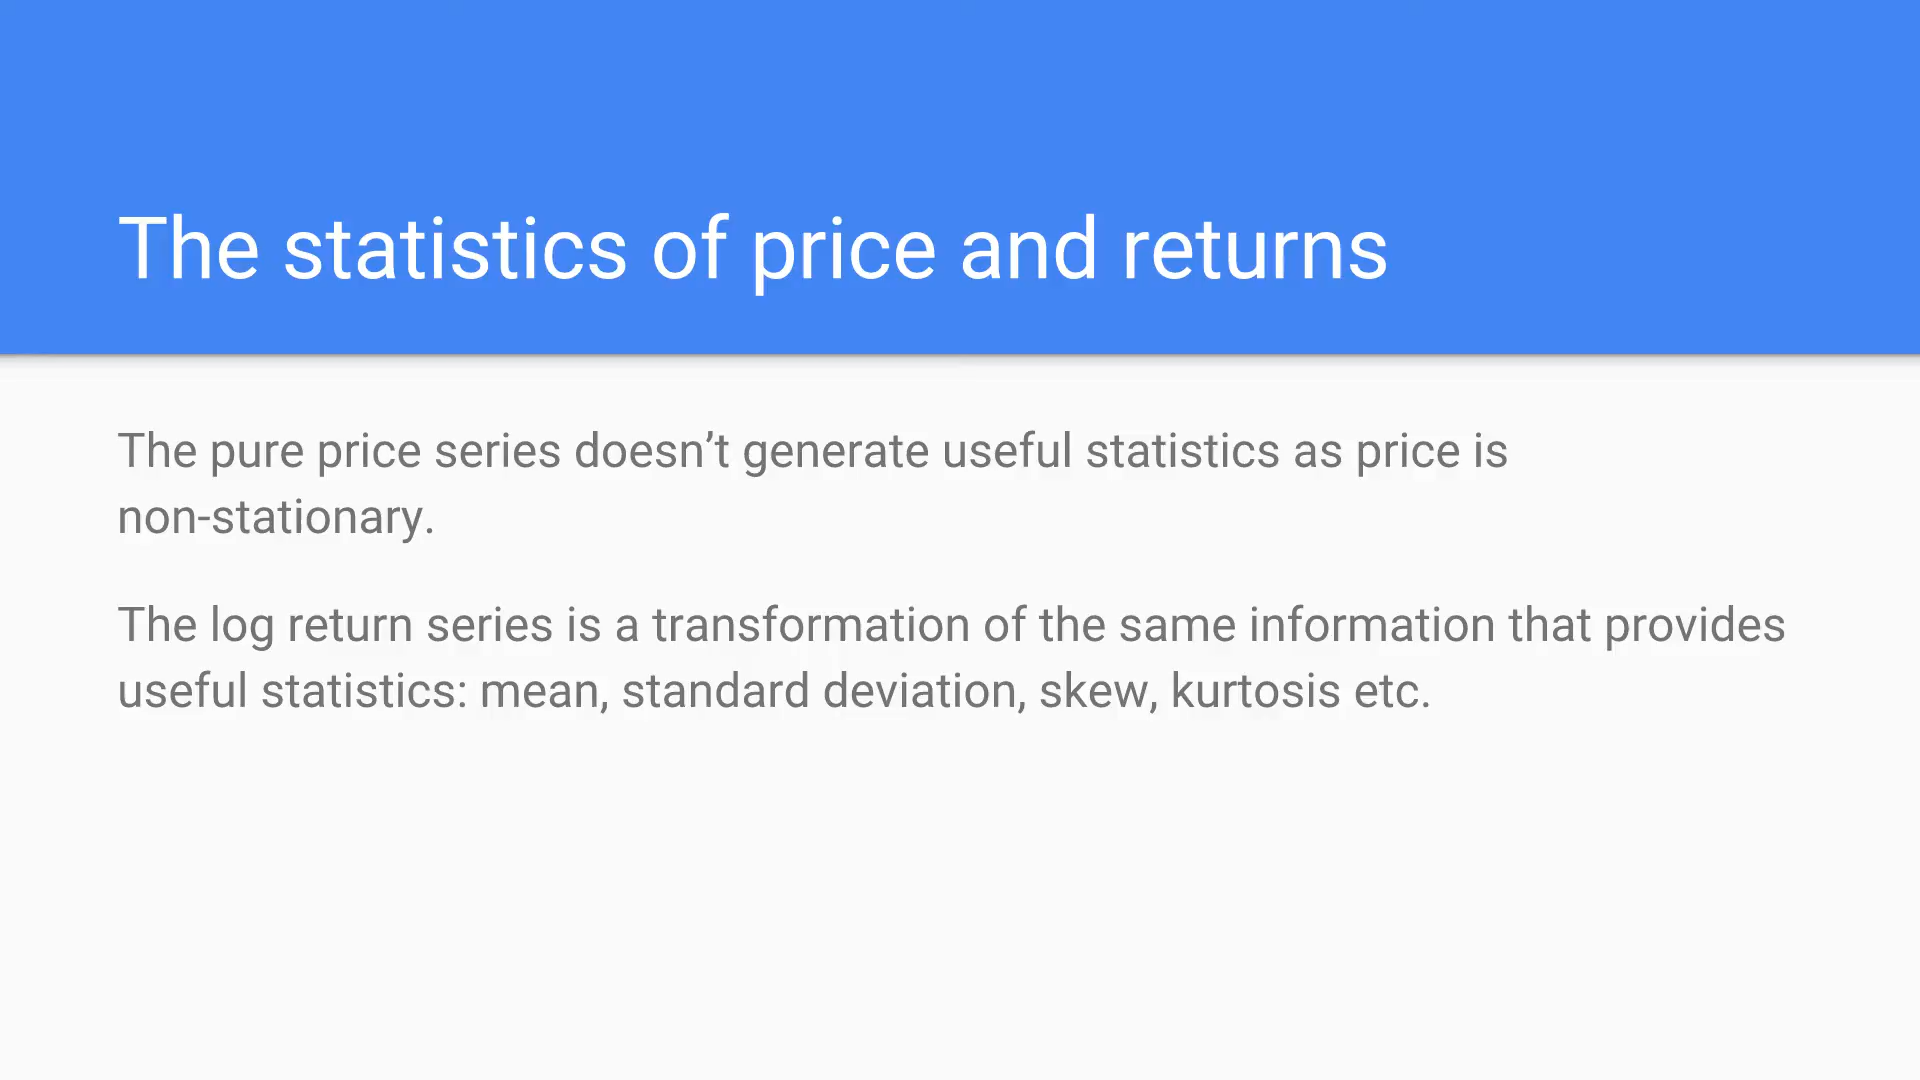 The statistics of price and returns
The pure price series doesn’t generate useful statistics as price is
non-stationary.
The log return series is a transformation of the same information that provides
useful statistics: mean, standard deviation, skew, kurtosis etc.